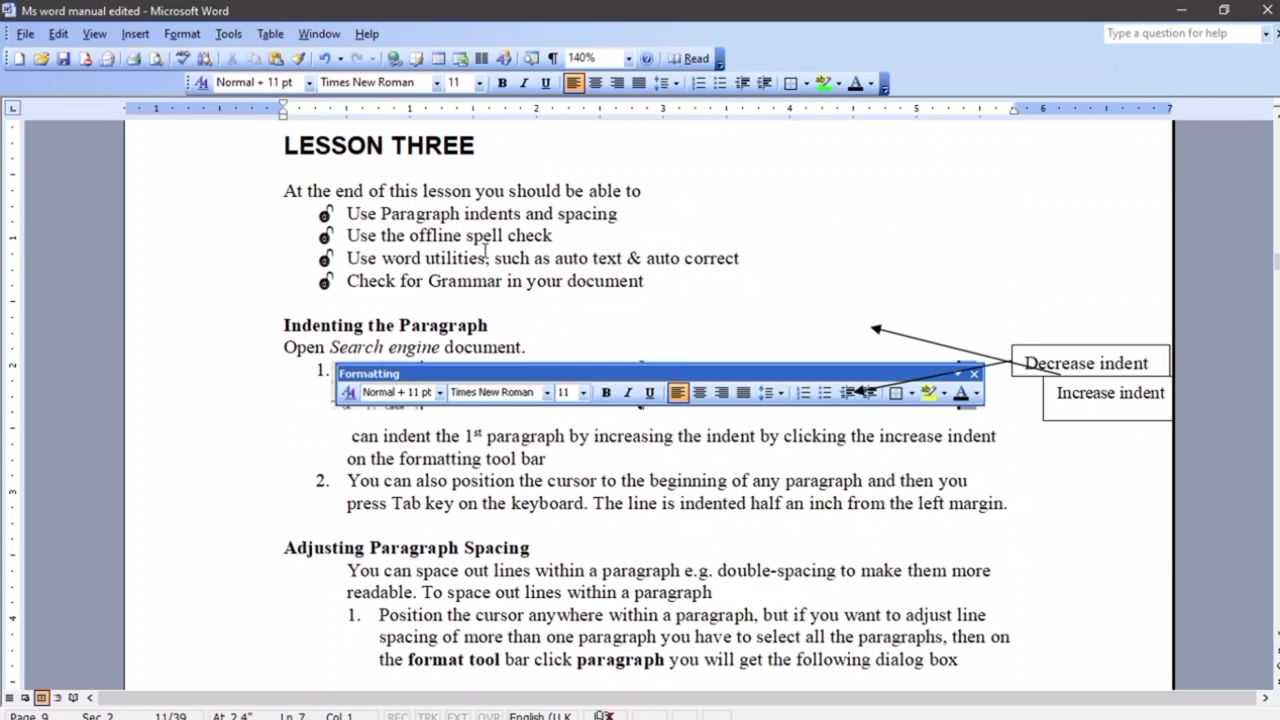 Ms word manual edited - Microsoft Word
File Edit View Insert Format Tools Table Window Help
Type a question for help
140% Read
Normal + 11 pt Times New Roman 11 B I U A
1 1 2 3 4 5 6 7
LESSON THREE
At the end of this lesson you should be able to
Use Paragraph indents and spacing
Use the offline spell check
Use word utilities, such as auto text & auto correct
Check for Grammar in your document
Indenting the Paragraph
Open Search engine document.
Decrease indent
1.
Formatting
Normal + 11 pt Times New Roman 11 B I U A
Increase indent
can indent the 1st paragraph by increasing the indent by clicking the increase indent
on the formatting tool bar
2. You can also position the cursor to the beginning of any paragraph and then you
press Tab key on the keyboard. The line is indented half an inch from the left margin.
Adjusting Paragraph Spacing
You can space out lines within a paragraph e.g. double-spacing to make them more
readable. To space out lines within a paragraph
1. Position the cursor anywhere within a paragraph, but if you want to adjust line
spacing of more than one paragraph you have to select all the paragraphs, then on
the format tool bar click paragraph you will get the following dialog box
Page 9 Sec 2 11/39 At 2.4" Ln 7 Col 1 REC TRK EXT OVR English (U.K